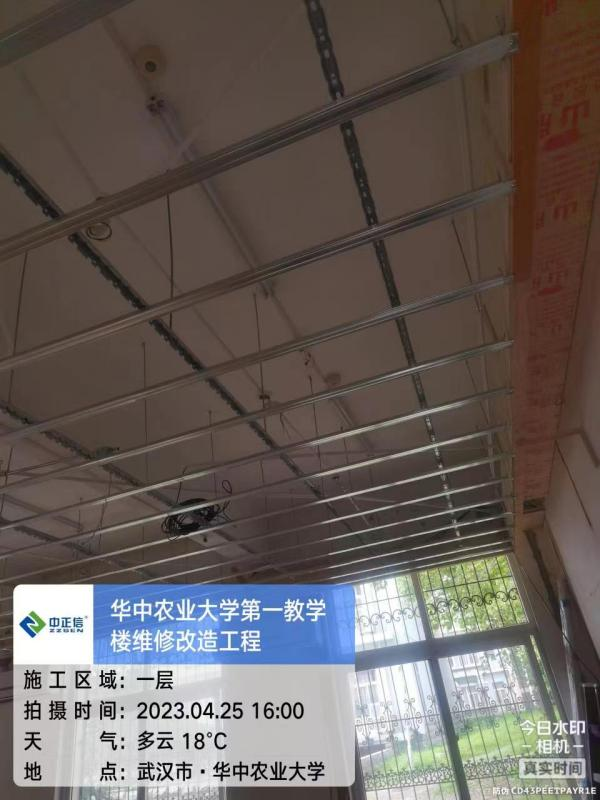 中正信
ZZSEN
华中农业大学第一教学
楼维修改造工程
施工区域：一层
拍摄时间：2023.04.25 16:00
天气：多云 18°C
地点：武汉市·华中农业大学
今日水印
-相机-
真实时间
防伪 CD43PEETPAYR1E